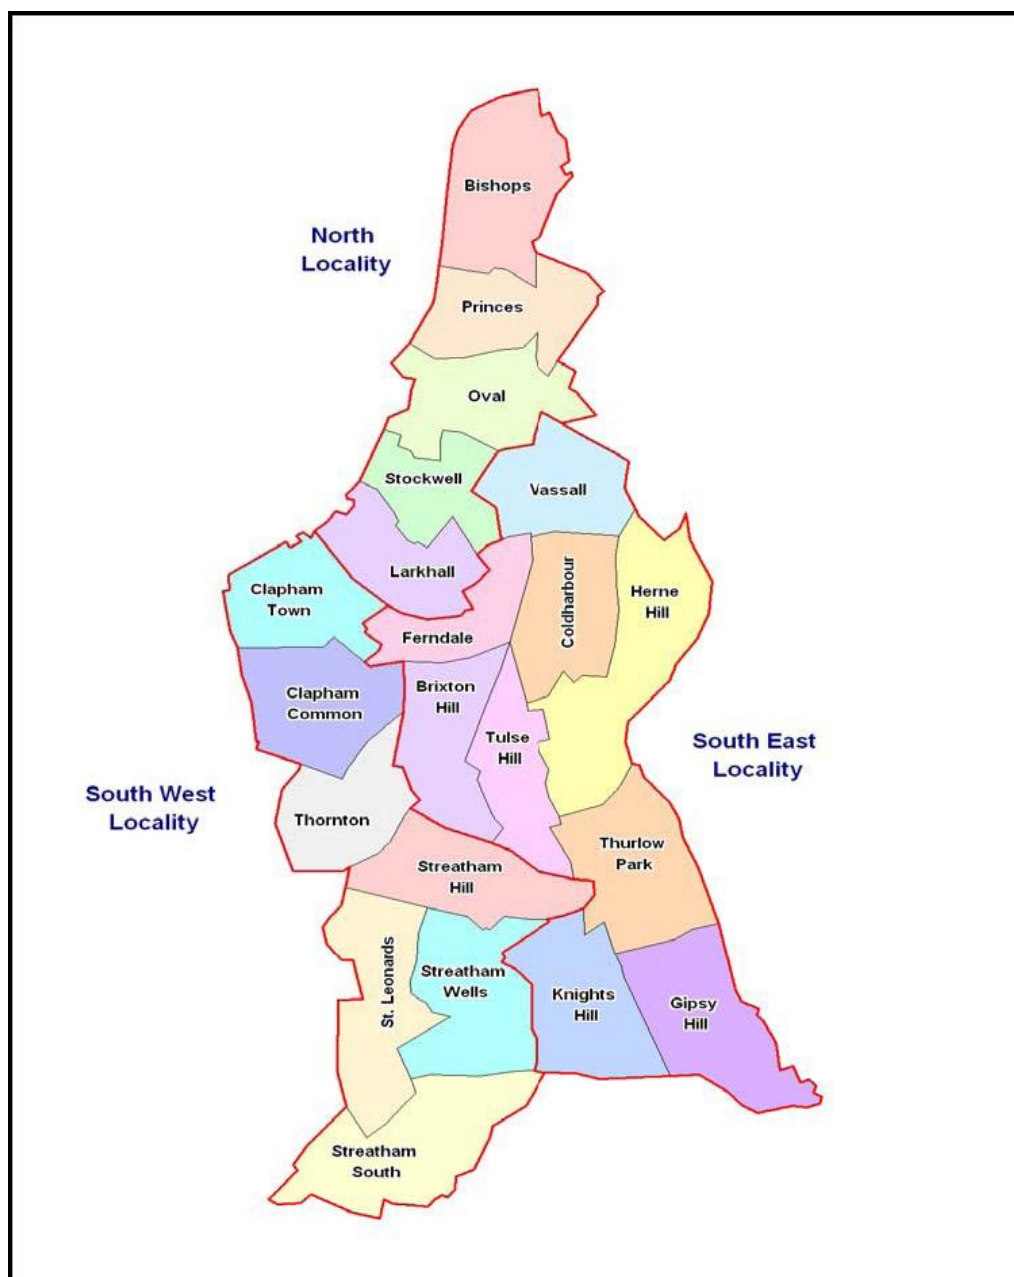 Bishops
North
Locality
Princes
Oval
Stockwell
Vassall
Larkhall
Coldharbour
Clapham
Town
Herne
Hill
Ferndale
Clapham
Common
Brixton
Hill
Tulse
Hill
South East
Locality
South West
Locality
Thornton
Thurlow
Park
Streatham
Hill
St. Leonards
Streatham
Wells
Knights
Hill
Gipsy
Hill
Streatham
South